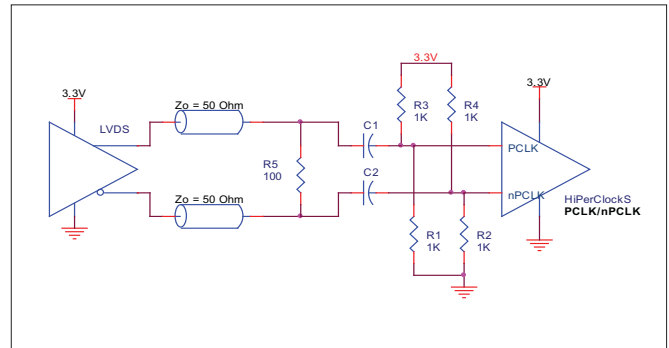 3.3V
3.3V
3.3V
Zo = 50 Ohm
LVDS
R3
1K
R4
1K
C1
PCLK
R5
100
C2
nPCLK
Zo = 50 Ohm
HiPerClockS
PCLK/nPCLK
R1
1K
R2
1K